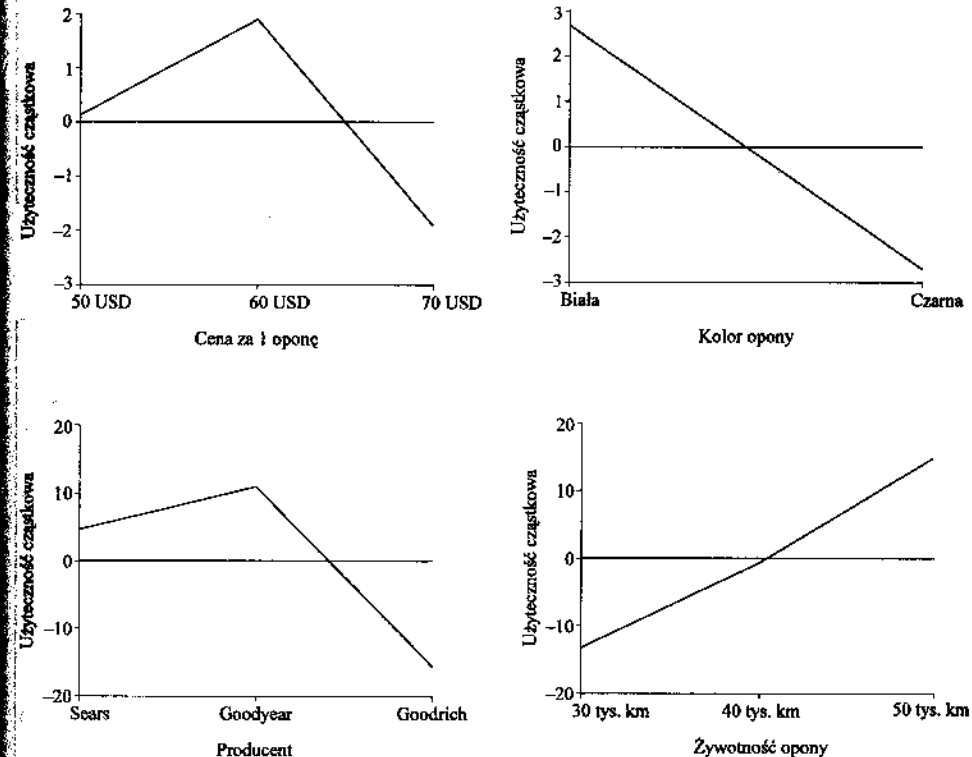 Użyteczność cząstkowa
2
1
0
–1
–2
–3
50 USD 60 USD 70 USD
Cena za 1 oponę
Użyteczność cząstkowa
3
2
1
0
–1
–2
–3
Biała Czarna
Kolor opony
Użyteczność cząstkowa
20
10
0
–10
–20
Sears Goodyear Goodrich
Producent
Użyteczność cząstkowa
20
10
0
–10
–20
30 tys. km 40 tys. km 50 tys. km
Żywotność opony